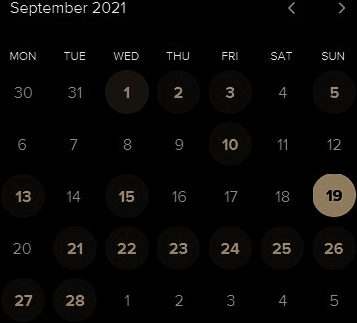 September 2021
MON TUE WED THU FRI SAT SUN
30 31 1 2 3 4 5
6 7 8 9 10 11 12
13 14 15 16 17 18 19
20 21 22 23 24 25 26
27 28 1 2 3 4 5